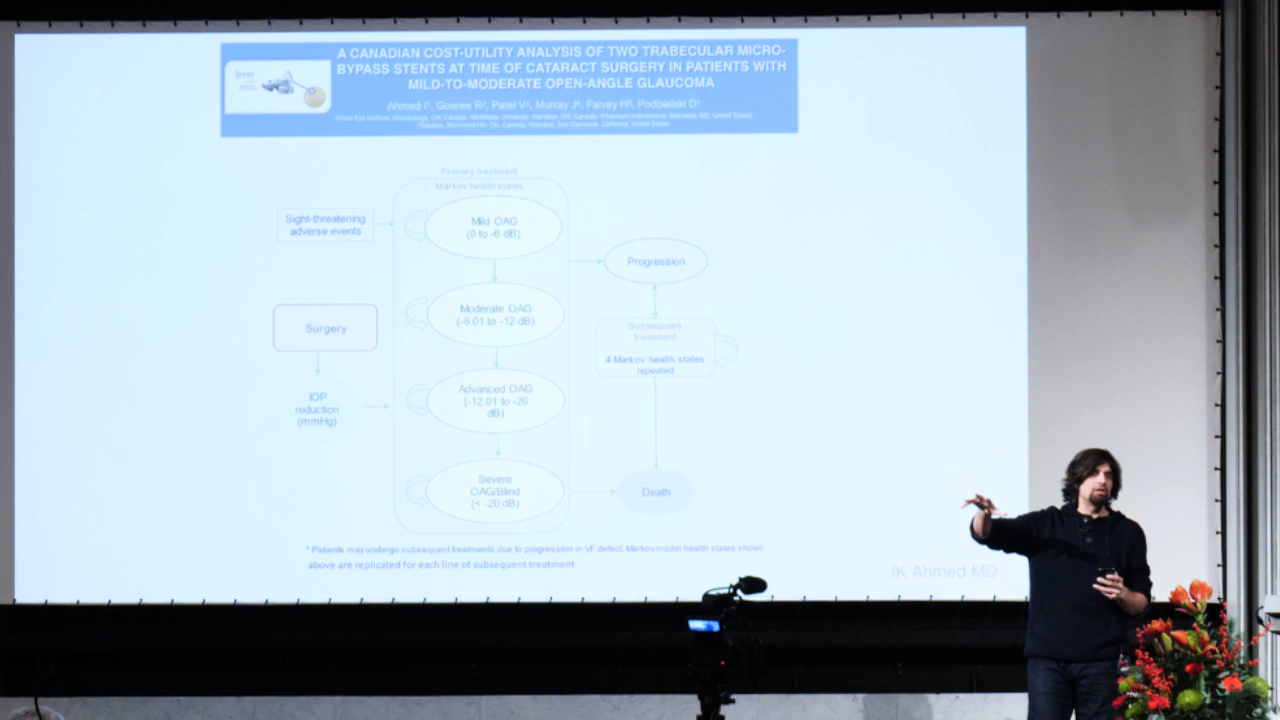 A CANADIAN COST-UTILITY ANALYSIS OF TWO TRABECULAR MICRO-
BYPASS STENTS AT TIME OF CATARACT SURGERY IN PATIENTS WITH
MILD-TO-MODERATE OPEN-ANGLE GLAUCOMA
Ahmed I¹, Goeree R², Patel V³, Murray J⁴, Falvey H⁵, Podbielski D¹
Primary treatment
Markov health states
Sight-threatening
adverse events
Mild OAG
(0 to -6 dB)
Progression
Surgery
Moderate OAG
(-6.01 to -12 dB)
Subsequent
treatment
4 Markov health states
repeated
IOP
reduction
(mmHg)
Advanced OAG
(-12.01 to -20
dB)
Severe
OAG/Blind
(< -20 dB)
Death
* Patients may undergo subsequent treatments due to progression in VF defect. Markov model health states shown
above are replicated for each line of subsequent treatment
IK Ahmed MD